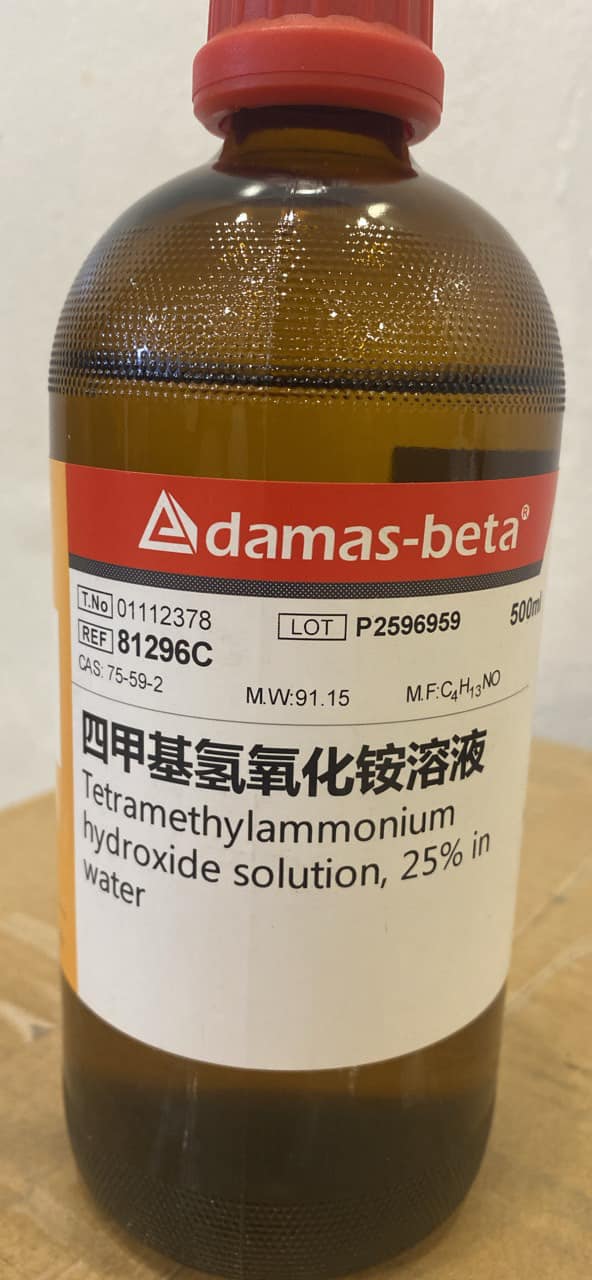 Adamas-beta®
T.No 01112378
LOT P2596959
500ml
REF 81296C
CAS: 75-59-2
M.W:91.15
M.F:C₄H₁₃NO
四甲基氢氧化铵溶液
Tetramethylammonium
hydroxide solution, 25% in
water